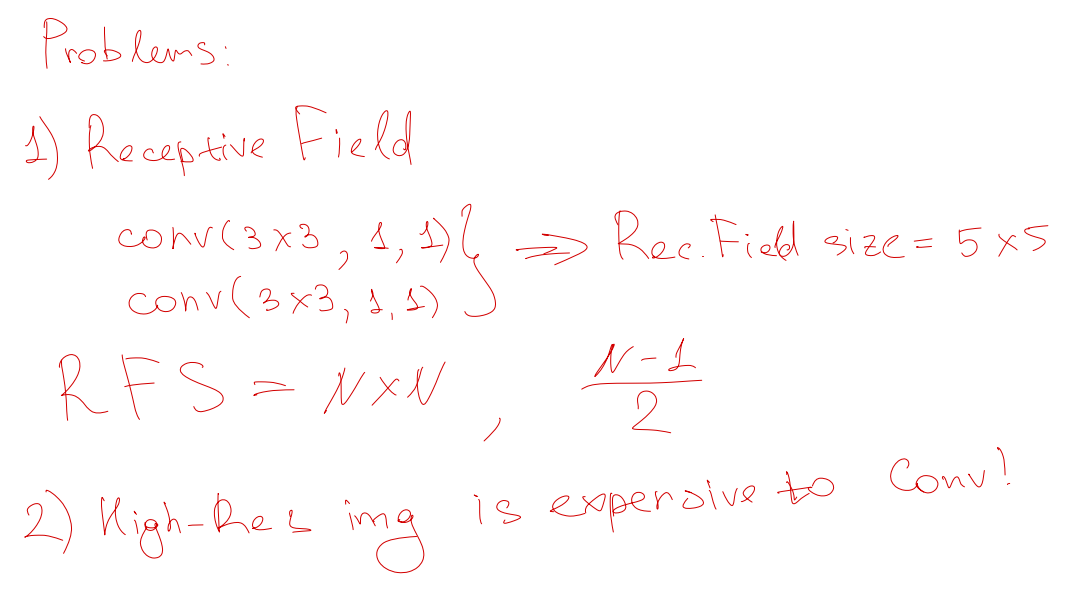 Problems:
1) Receptive Field
conv(3x3, 1, 1) } => Rec. Field size = 5x5
conv(3x3, 1, 1)
RFS = NxN, (N-1)/2
2) High-Res img is expensive to Conv!